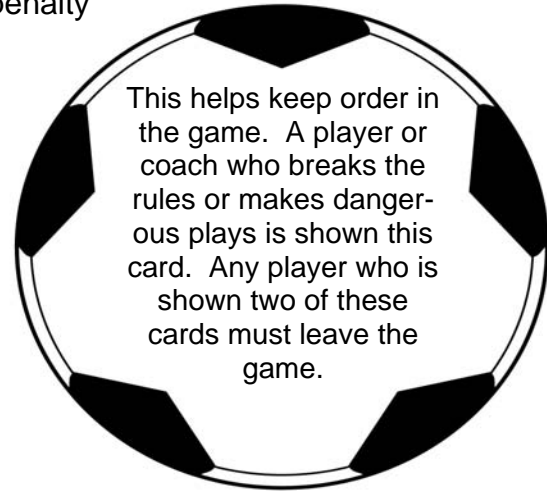 penalty
This helps keep order in
the game.  A player or
coach who breaks the
rules or makes danger-
ous plays is shown this
card.  Any player who is
shown two of these
cards must leave the
game.